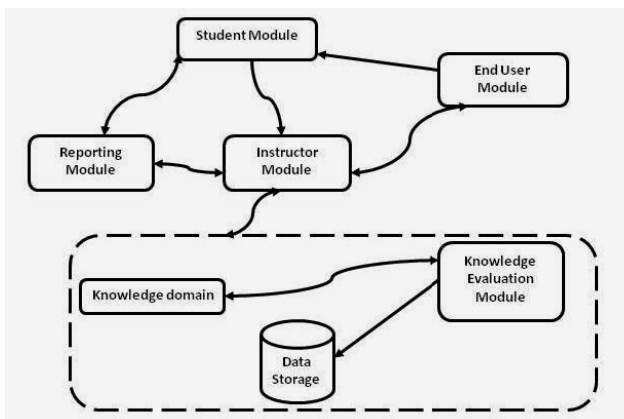 Student Module
End User
Module
Reporting
Module
Instructor
Module
Knowledge
Evaluation
Module
Knowledge domain
Data
Storage